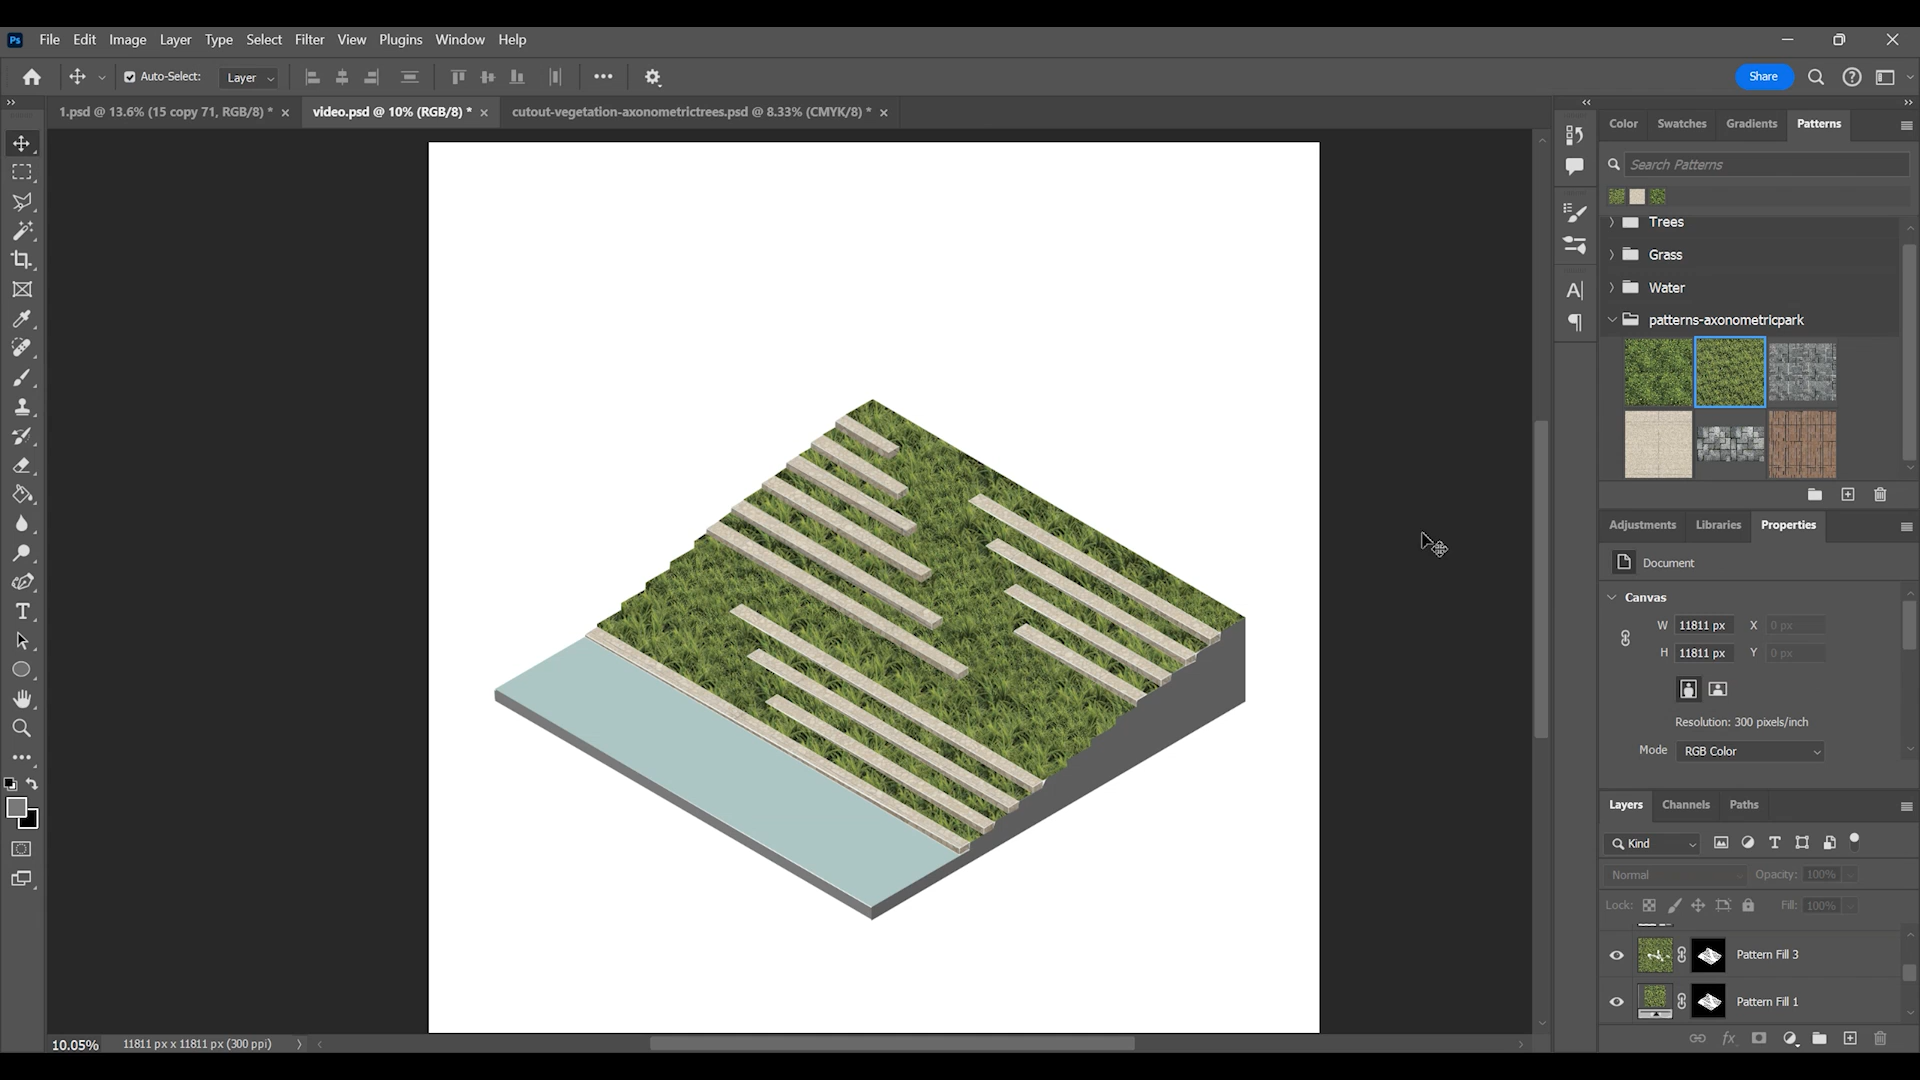 Ps File Edit Image Layer Type Select Filter View Plugins Window Help
Auto-Select: Layer Share
1.psd @ 13.6% (15 copy 71, RGB/8) *
video.psd @ 10% (RGB/8) *
cutout-vegetation-axonometrictrees.psd @ 8.33% (CMYK/8) *
Color Swatches Gradients Patterns
Search Patterns
Trees
Grass
Water
patterns-axonometricpark
Adjustments Libraries Properties
Document
Canvas
W 11811 px X 0 px
H 11811 px Y 0 px
Resolution: 300 pixels/inch
Mode RGB Color
Layers Channels Paths
Kind
Normal Opacity: 100%
Lock: Fill: 100%
Pattern Fill 3
Pattern Fill 1
10.05% 11811 px x 11811 px (300 ppi)